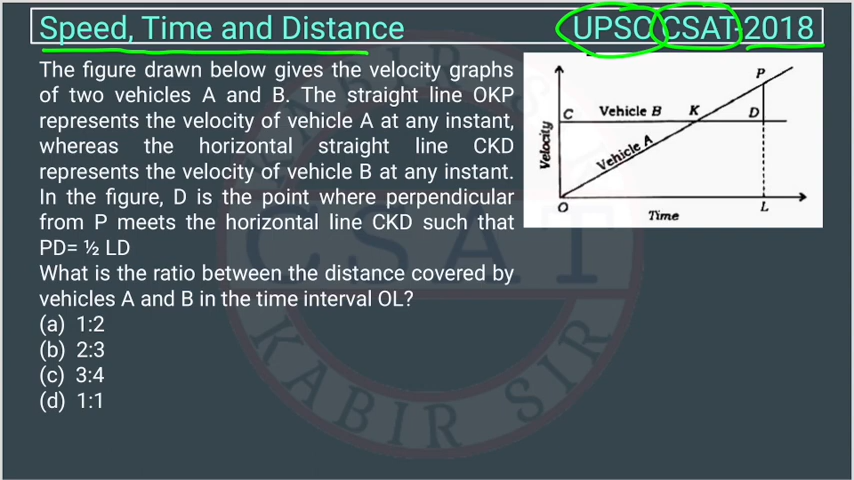 Speed, Time and Distance UPSC CSAT-2018
The figure drawn below gives the velocity graphs
of two vehicles A and B. The straight line OKP
represents the velocity of vehicle A at any instant,
whereas the horizontal straight line CKD
represents the velocity of vehicle B at any instant.
In the figure, D is the point where perpendicular
from P meets the horizontal line CKD such that
PD= ½ LD
What is the ratio between the distance covered by
vehicles A and B in the time interval OL?
(a) 1:2
(b) 2:3
(c) 3:4
(d) 1:1
P
C Vehicle B K D
Velocity
Vehicle A
O L
Time
CSAT
KABIR SIR